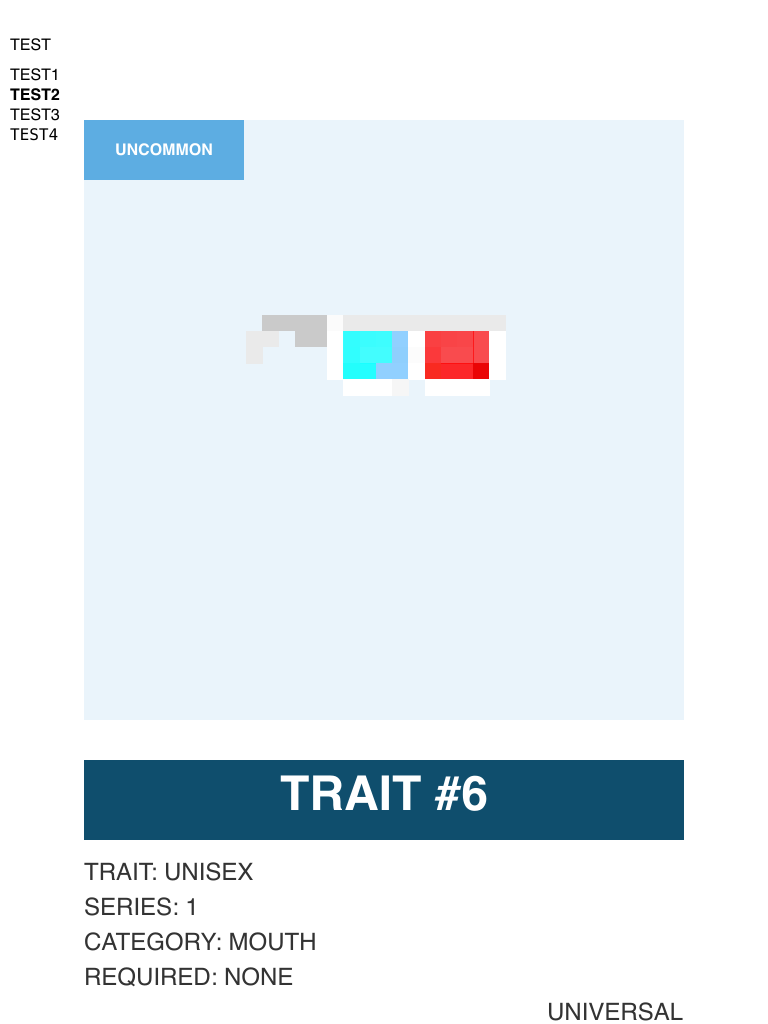 TEST
TEST1
TEST2
TEST3
TEST4
UNCOMMON
TRAIT #6
TRAIT: UNISEX
SERIES: 1
CATEGORY: MOUTH
REQUIRED: NONE
UNIVERSAL